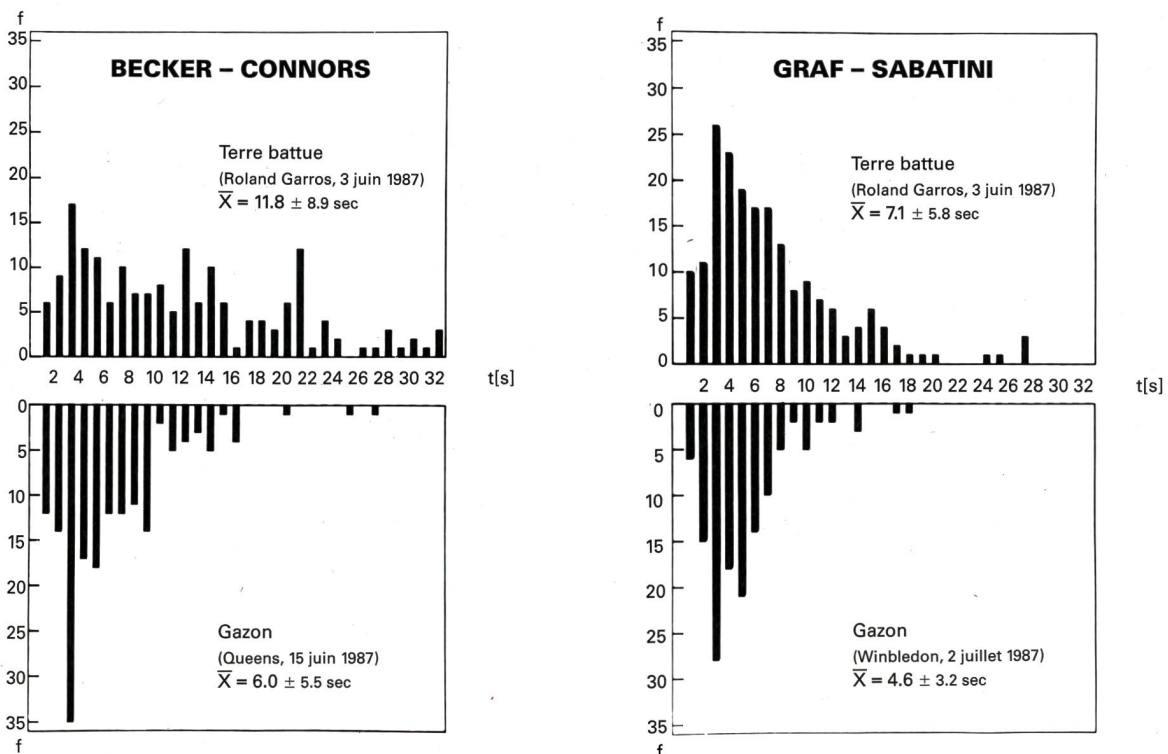 f
35
30
25
20
15
10
5
0
BECKER – CONNORS
Terre battue
(Roland Garros, 3 juin 1987)
X̅ = 11.8 ± 8.9 sec
2 4 6 8 10 12 14 16 18 20 22 24 26 28 30 32 t[s]
0
5
10
15
20
25
30
35
f
Gazon
(Queens, 15 juin 1987)
X̅ = 6.0 ± 5.5 sec
f
35
30
25
20
15
10
5
0
GRAF – SABATINI
Terre battue
(Roland Garros, 3 juin 1987)
X̅ = 7.1 ± 5.8 sec
2 4 6 8 10 12 14 16 18 20 22 24 26 28 30 32 t[s]
0
5
10
15
20
25
30
35
f
Gazon
(Winbledon, 2 juillet 1987)
X̅ = 4.6 ± 3.2 sec